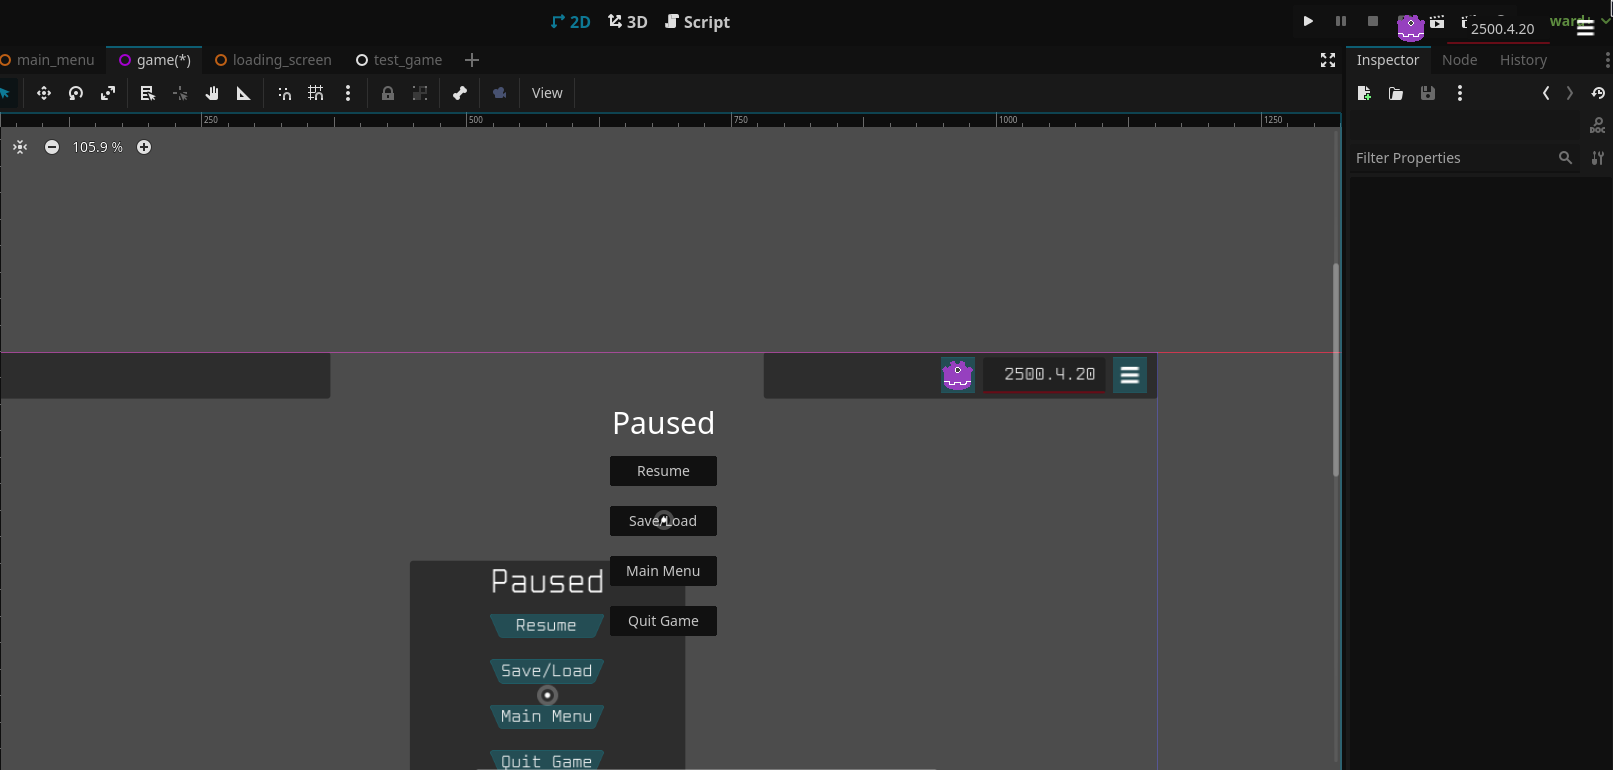 2D 3D Script
ward
2500.4.20
main_menu game(*) loading_screen test_game
Inspector Node History
View
250 500 750 1000 1250
105.9 %
DOC
Filter Properties
2500.4.20
Paused
Resume
Save/Load
Main Menu
Quit Game
Paused
Resume
Save/Load
Main Menu
Quit Game